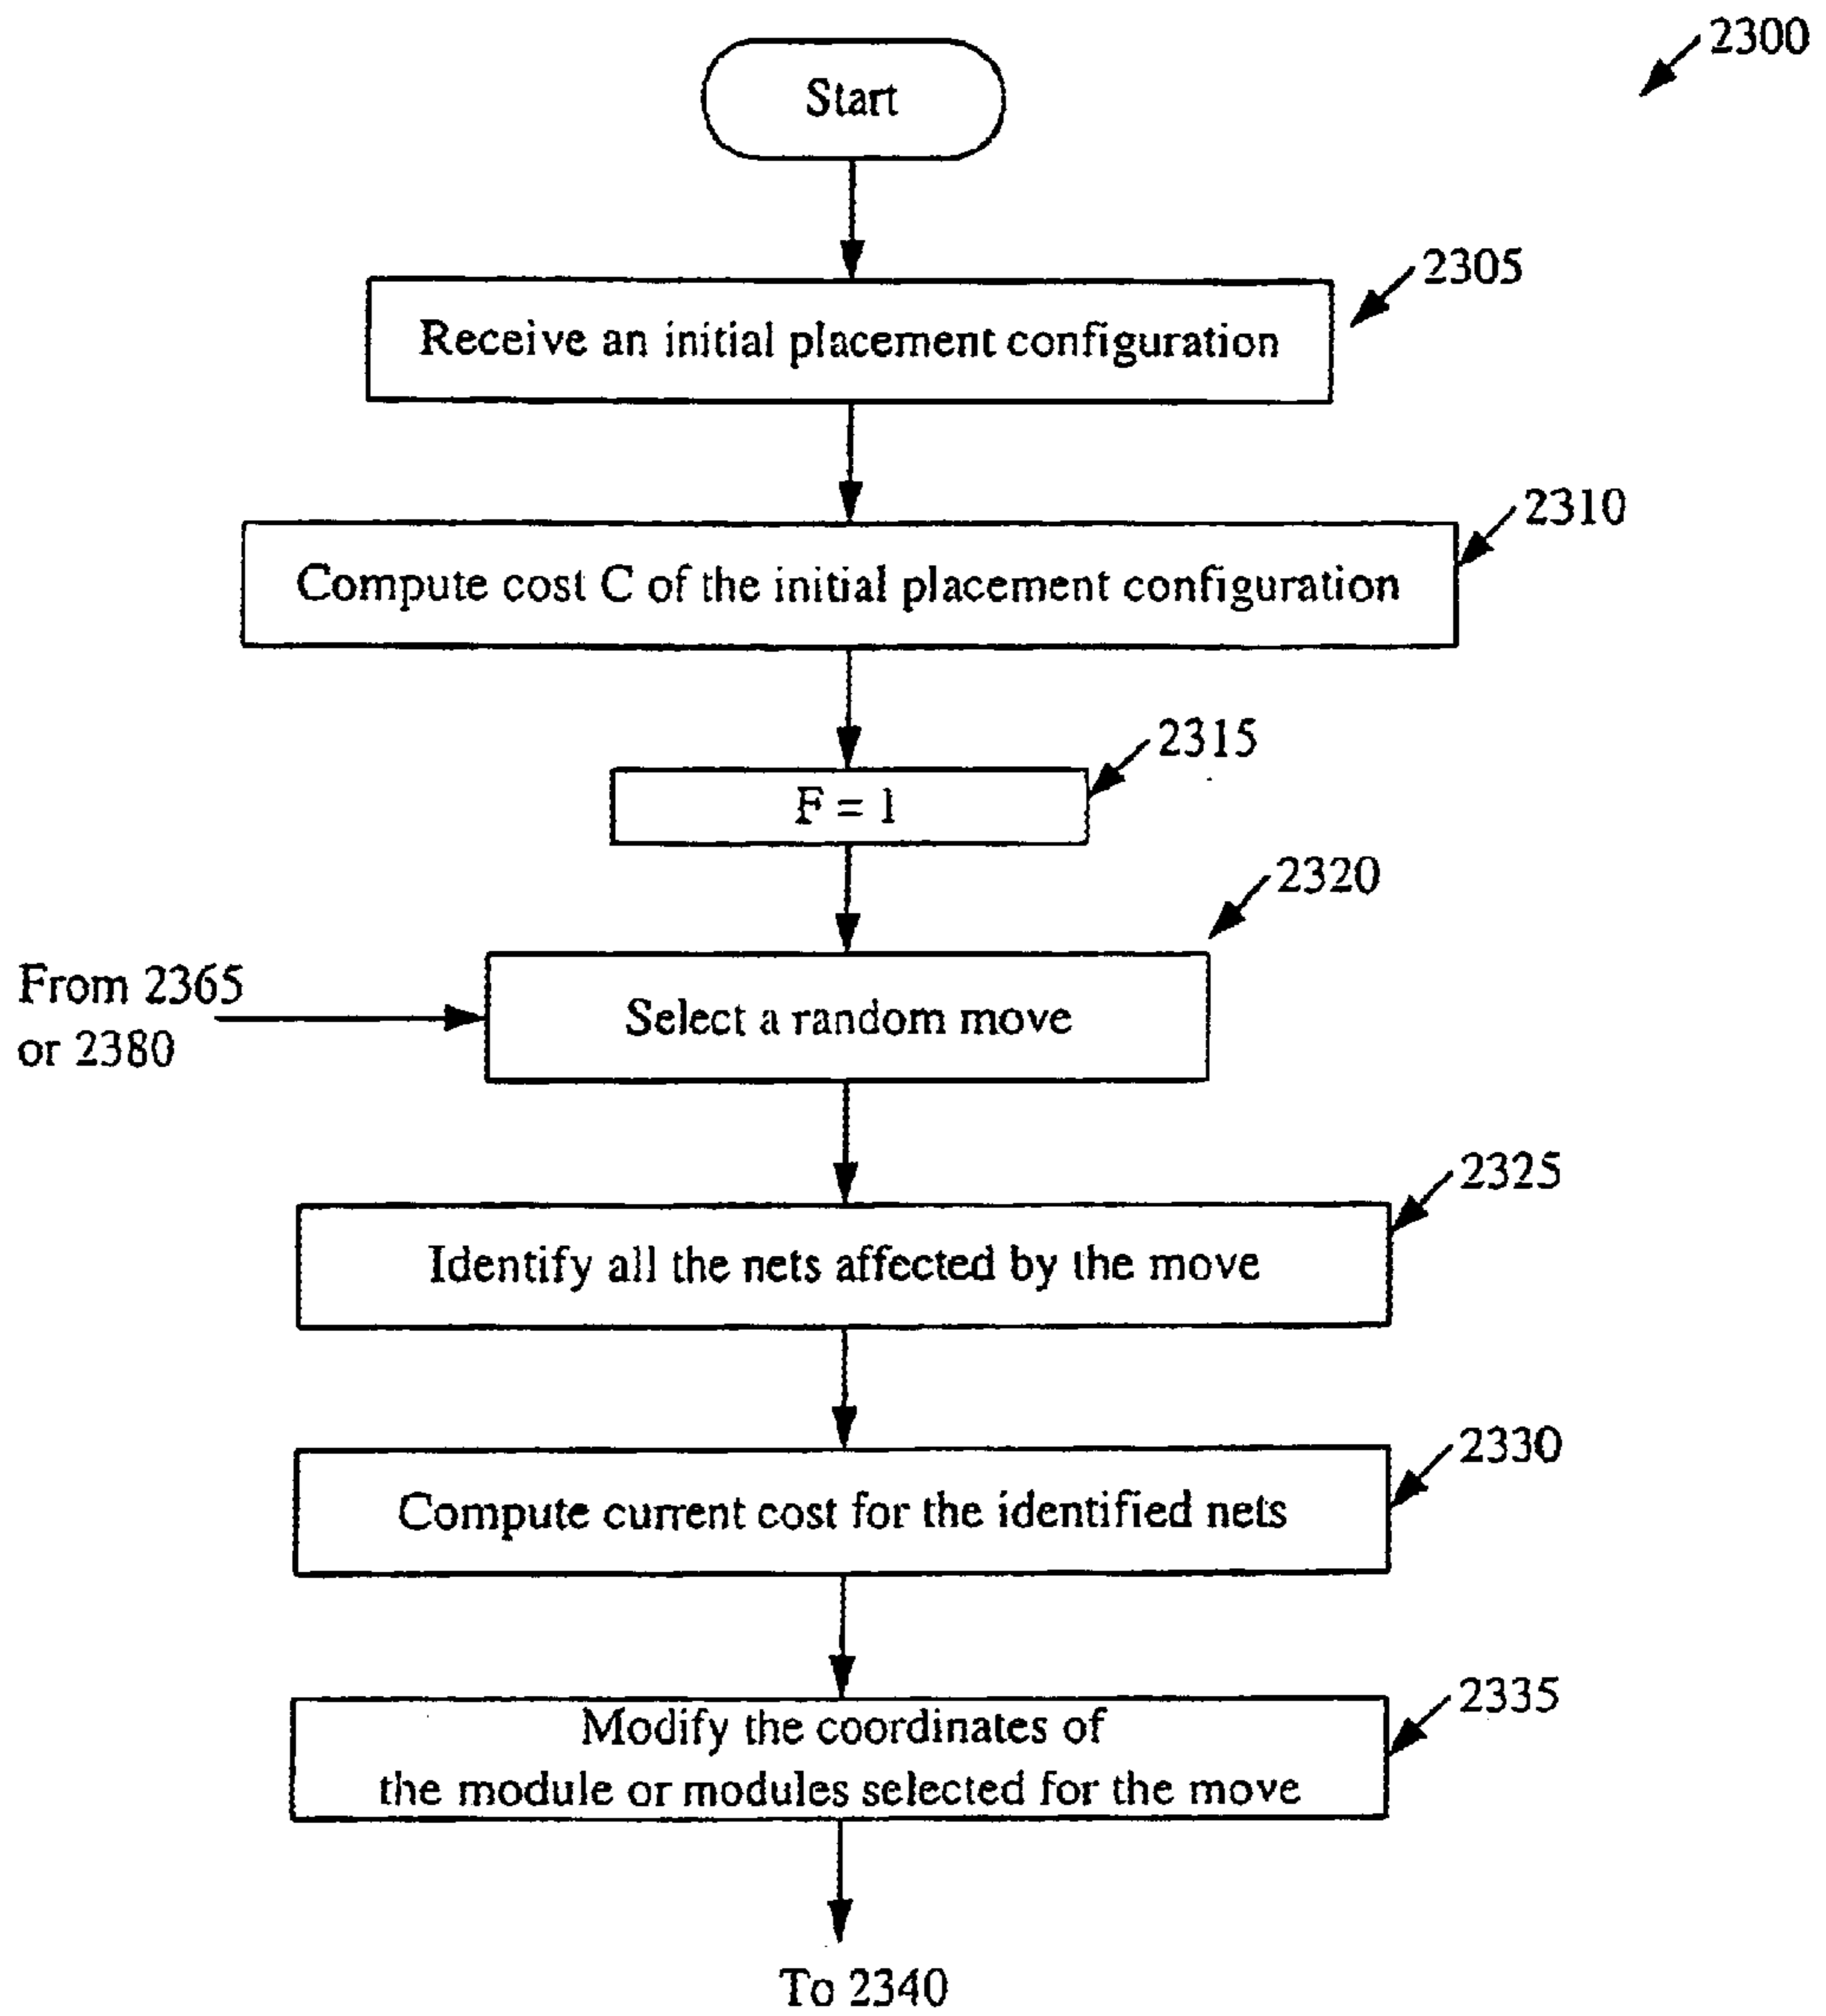 2300
Start
2305
Receive an initial placement configuration
2310
Compute cost C of the initial placement configuration
2315
F = 1
2320
From 2365
or 2380
Select a random move
2325
Identify all the nets affected by the move
2330
Compute current cost for the identified nets
2335
Modify the coordinates of
the module or modules selected for the move
To 2340